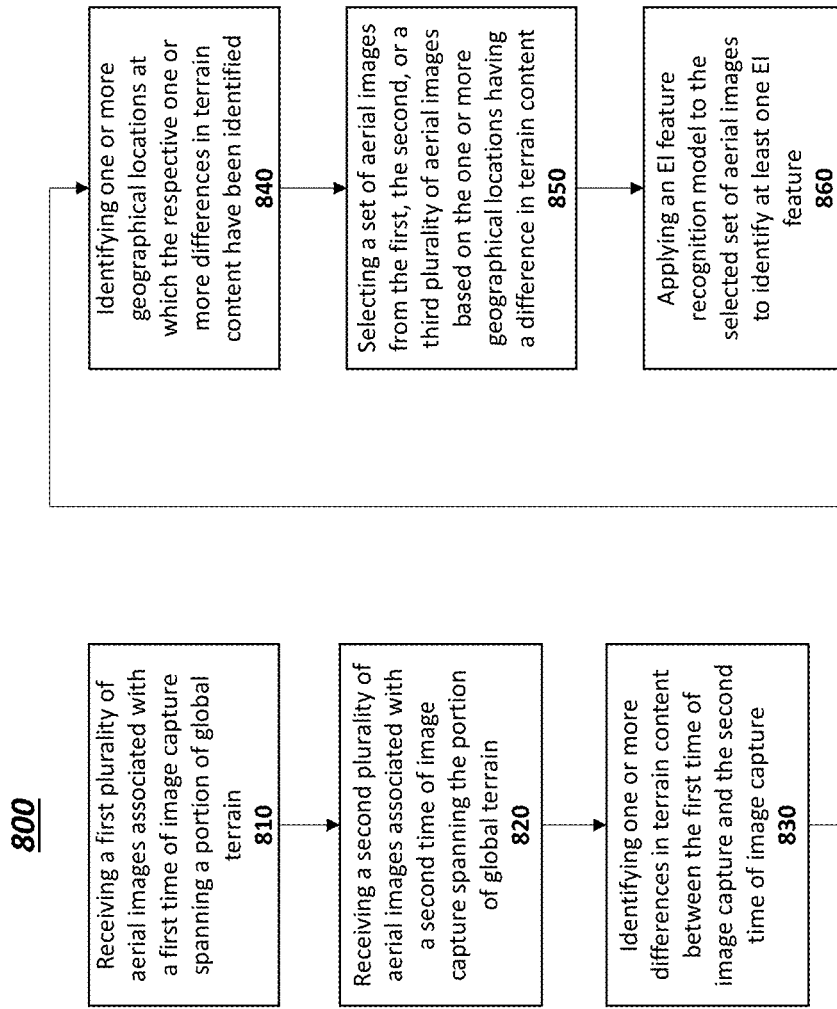 800
Receiving a first plurality of
aerial images associated with
a first time of image capture
spanning a portion of global
terrain
810
Receiving a second plurality of
aerial images associated with
a second time of image
capture spanning the portion
of global terrain
820
Identifying one or more
differences in terrain content
between the first time of
image capture and the second
time of image capture
830
Identifying one or more
geographical locations at
which the respective one or
more differences in terrain
content have been identified
840
Selecting a set of aerial images
from the first, the second, or a
third plurality of aerial images
based on the one or more
geographical locations having
a difference in terrain content
850
Applying an EI feature
recognition model to the
selected set of aerial images
to identify at least one EI
feature
860